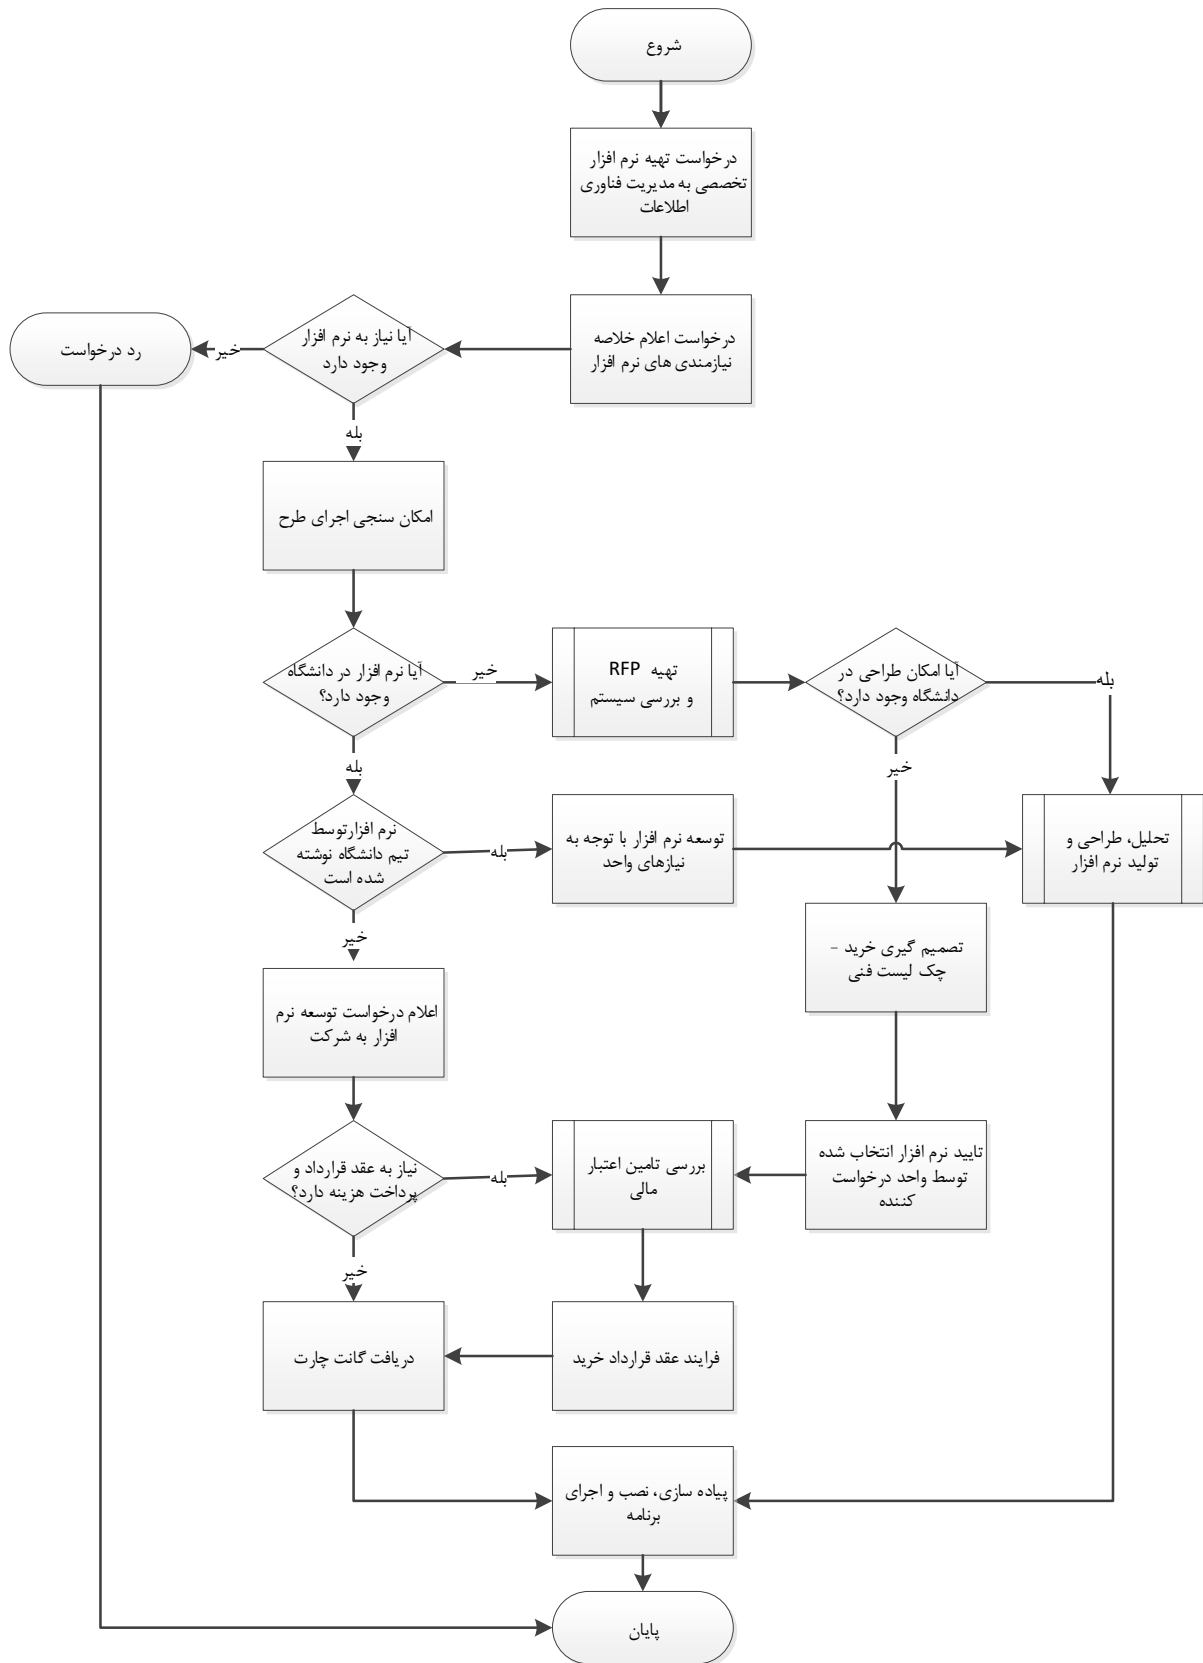 شروع
درخواست تهیه نرم افزار
تخصصی به مدیریت فناوری
اطلاعات
درخواست اعلام خلاصه
نیازمندی های نرم افزار
آیا نیاز به نرم افزار
وجود دارد
خیر
رد درخواست
بله
امکان سنجی اجرای طرح
آیا نرم افزار در دانشگاه
وجود دارد؟
خیر
تهیه RFP
و بررسی سیستم
آیا امکان طراحی در
دانشگاه وجود دارد؟
بله
بله
خیر
نرم افزارتوسط
تیم دانشگاه نوشته
شده است
بله
توسعه نرم افزار با توجه به
نیازهای واحد
تحلیل، طراحی و
تولید نرم افزار
خیر
تصمیم گیری خرید -
چک لیست فنی
اعلام درخواست توسعه نرم
افزار به شرکت
نیاز به عقد قرارداد و
پرداخت هزینه دارد؟
بله
بررسی تامین اعتبار
مالی
تایید نرم افزار انتخاب شده
توسط واحد درخواست
کننده
خیر
دریافت گانت چارت
فرایند عقد قرارداد خرید
پیاده سازی، نصب و اجرای
برنامه
پایان